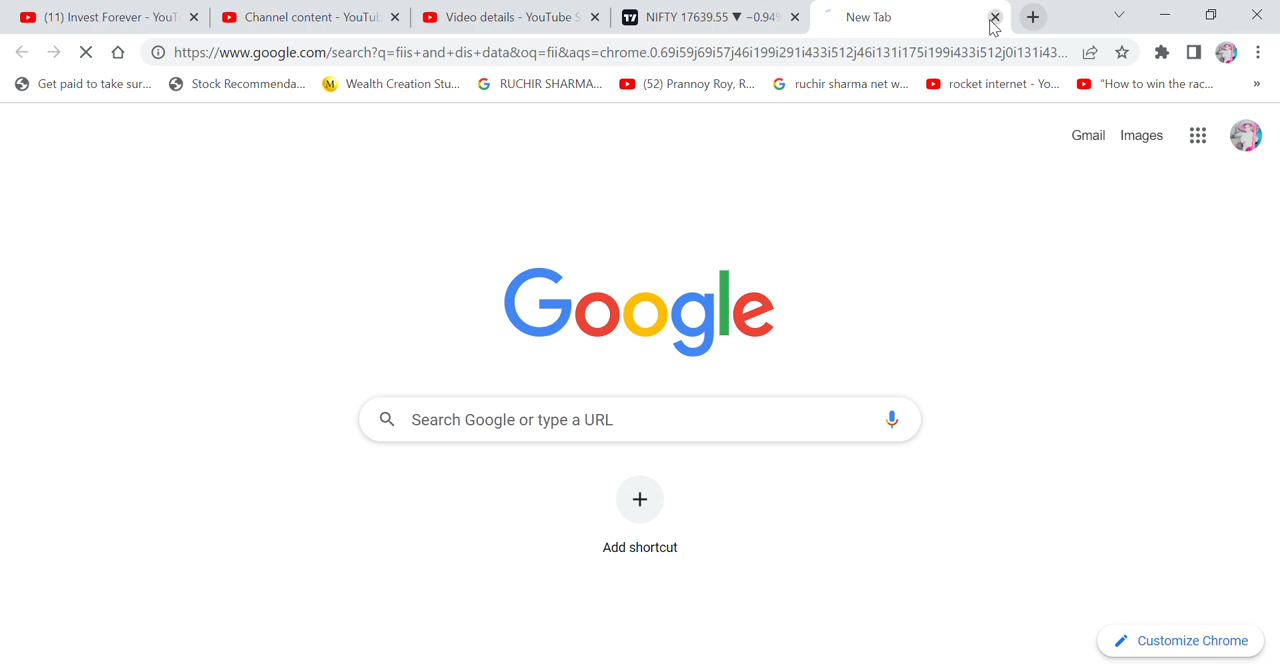 (11) Invest Forever - YouT
Channel content - YouTub
Video details - YouTube S
NIFTY 17639.55 ▼ −0.94%
New Tab
https://www.google.com/search?q=fiis+and+dis+data&oq=fii&aqs=chrome.0.69i59j69i57j46i199i291i433i512j46i131i175i199i433i512j0i131i43...
Get paid to take sur...
Stock Recommenda...
Wealth Creation Stu...
RUCHIR SHARMA...
(52) Prannoy Roy, R...
ruchir sharma net w...
rocket internet - Yo...
"How to win the rac...
»
Gmail
Images
Google
Search Google or type a URL
Add shortcut
Customize Chrome